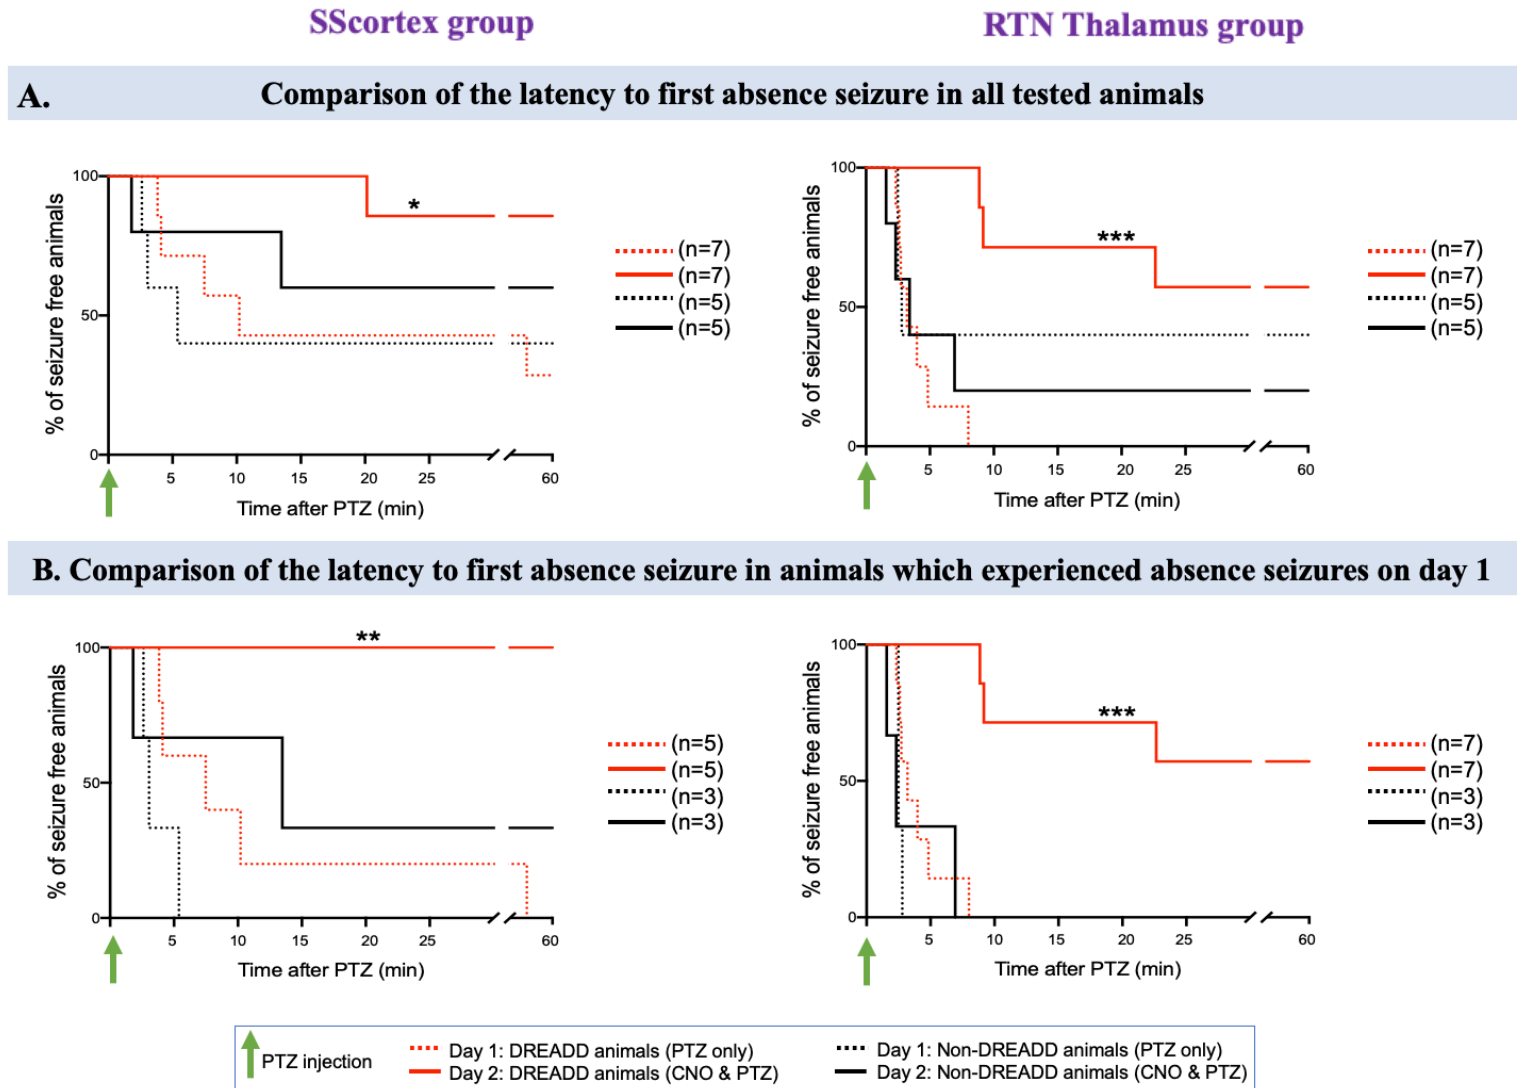 SScortex group
RTN Thalamus group
A. Comparison of the latency to first absence seizure in all tested animals
% of seizure free animals
100
50
0
*
5 10 15 20 25 60
Time after PTZ (min)
(n=7)
(n=7)
(n=5)
(n=5)
% of seizure free animals
100
50
0
***
5 10 15 20 25 60
Time after PTZ (min)
(n=7)
(n=7)
(n=5)
(n=5)
B. Comparison of the latency to first absence seizure in animals which experienced absence seizures on day 1
% of seizure free animals
100
50
0
**
5 10 15 20 25 60
Time after PTZ (min)
(n=5)
(n=5)
(n=3)
(n=3)
% of seizure free animals
100
50
0
***
5 10 15 20 25 60
Time after PTZ (min)
(n=7)
(n=7)
(n=3)
(n=3)
PTZ injection
Day 1: DREADD animals (PTZ only)
Day 2: DREADD animals (CNO & PTZ)
Day 1: Non-DREADD animals (PTZ only)
Day 2: Non-DREADD animals (CNO & PTZ)